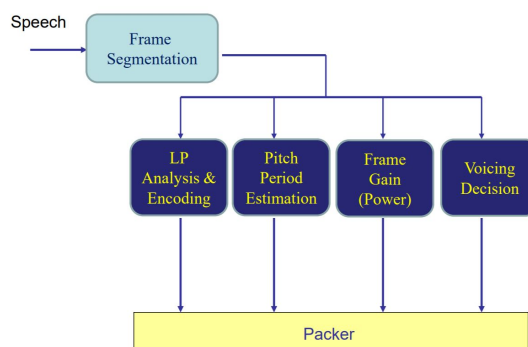 Speech
Frame
Segmentation
LP
Analysis &
Encoding
Pitch
Period
Estimation
Frame
Gain
(Power)
Voicing
Decision
Packer